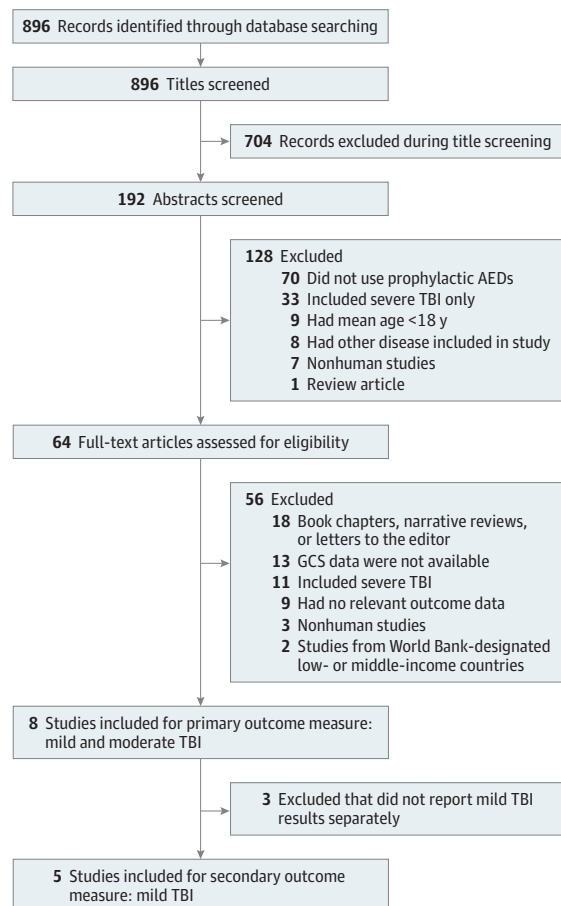 896 Records identified through database searching
896 Titles screened
704 Records excluded during title screening
192 Abstracts screened
128 Excluded
70 Did not use prophylactic AEDs
33 Included severe TBI only
9 Had mean age <18 y
8 Had other disease included in study
7 Nonhuman studies
1 Review article
64 Full-text articles assessed for eligibility
56 Excluded
18 Book chapters, narrative reviews,
or letters to the editor
13 GCS data were not available
11 Included severe TBI
9 Had no relevant outcome data
3 Nonhuman studies
2 Studies from World Bank-designated
low- or middle-income countries
8 Studies included for primary outcome measure:
mild and moderate TBI
3 Excluded that did not report mild TBI
results separately
5 Studies included for secondary outcome
measure: mild TBI